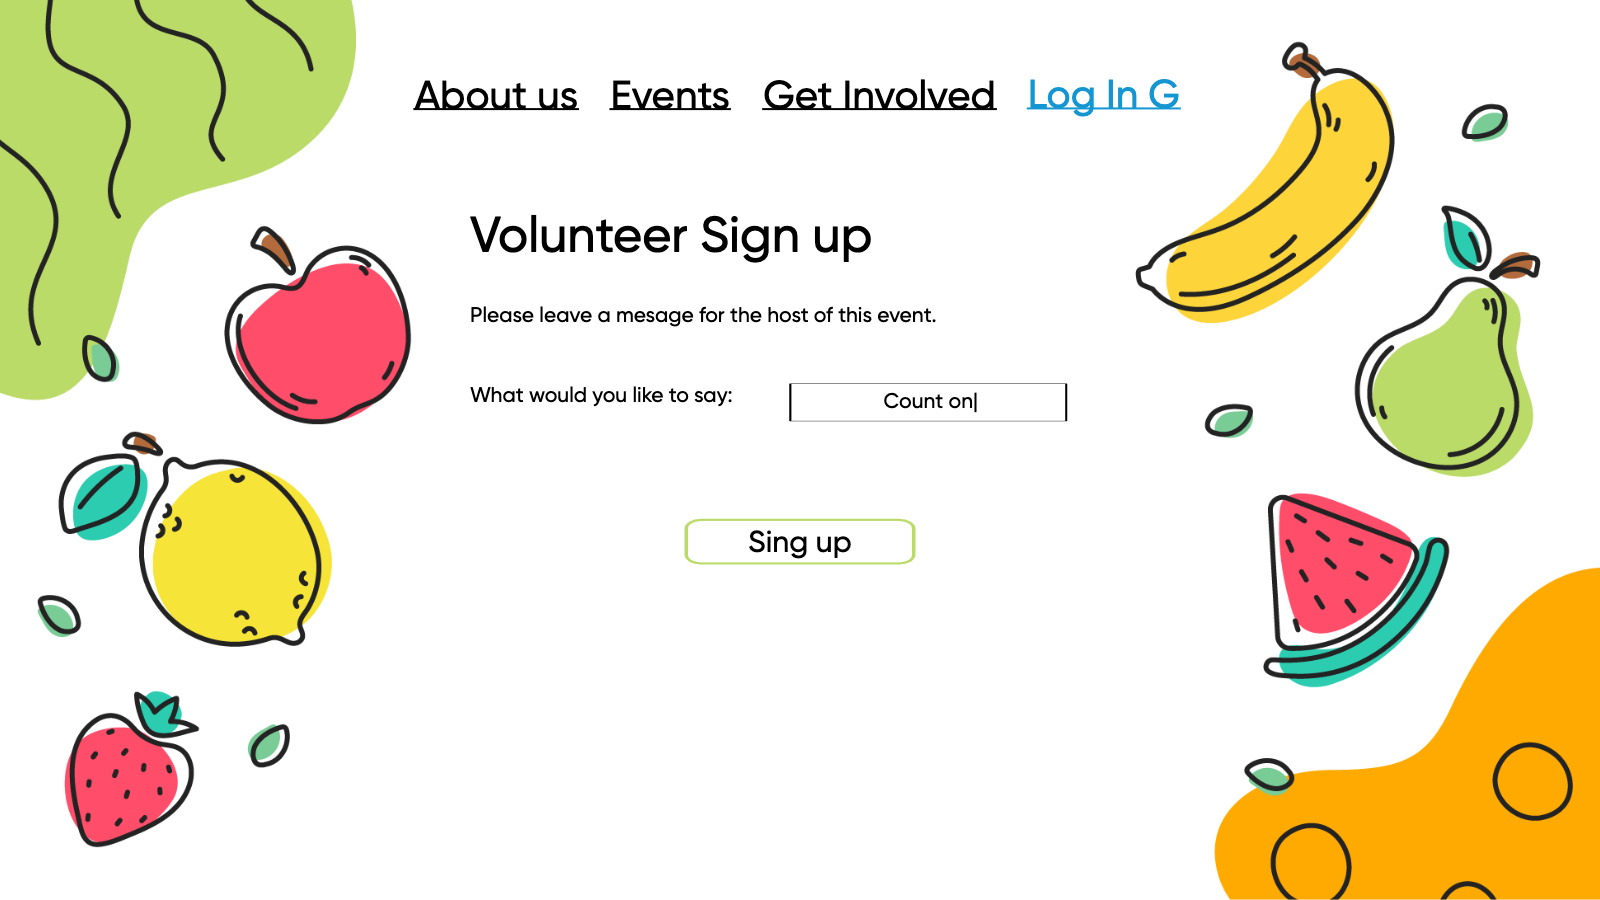 About us Events Get Involved Log In G
Volunteer Sign up
Please leave a mesage for the host of this event.
What would you like to say: Count on|
Sing up